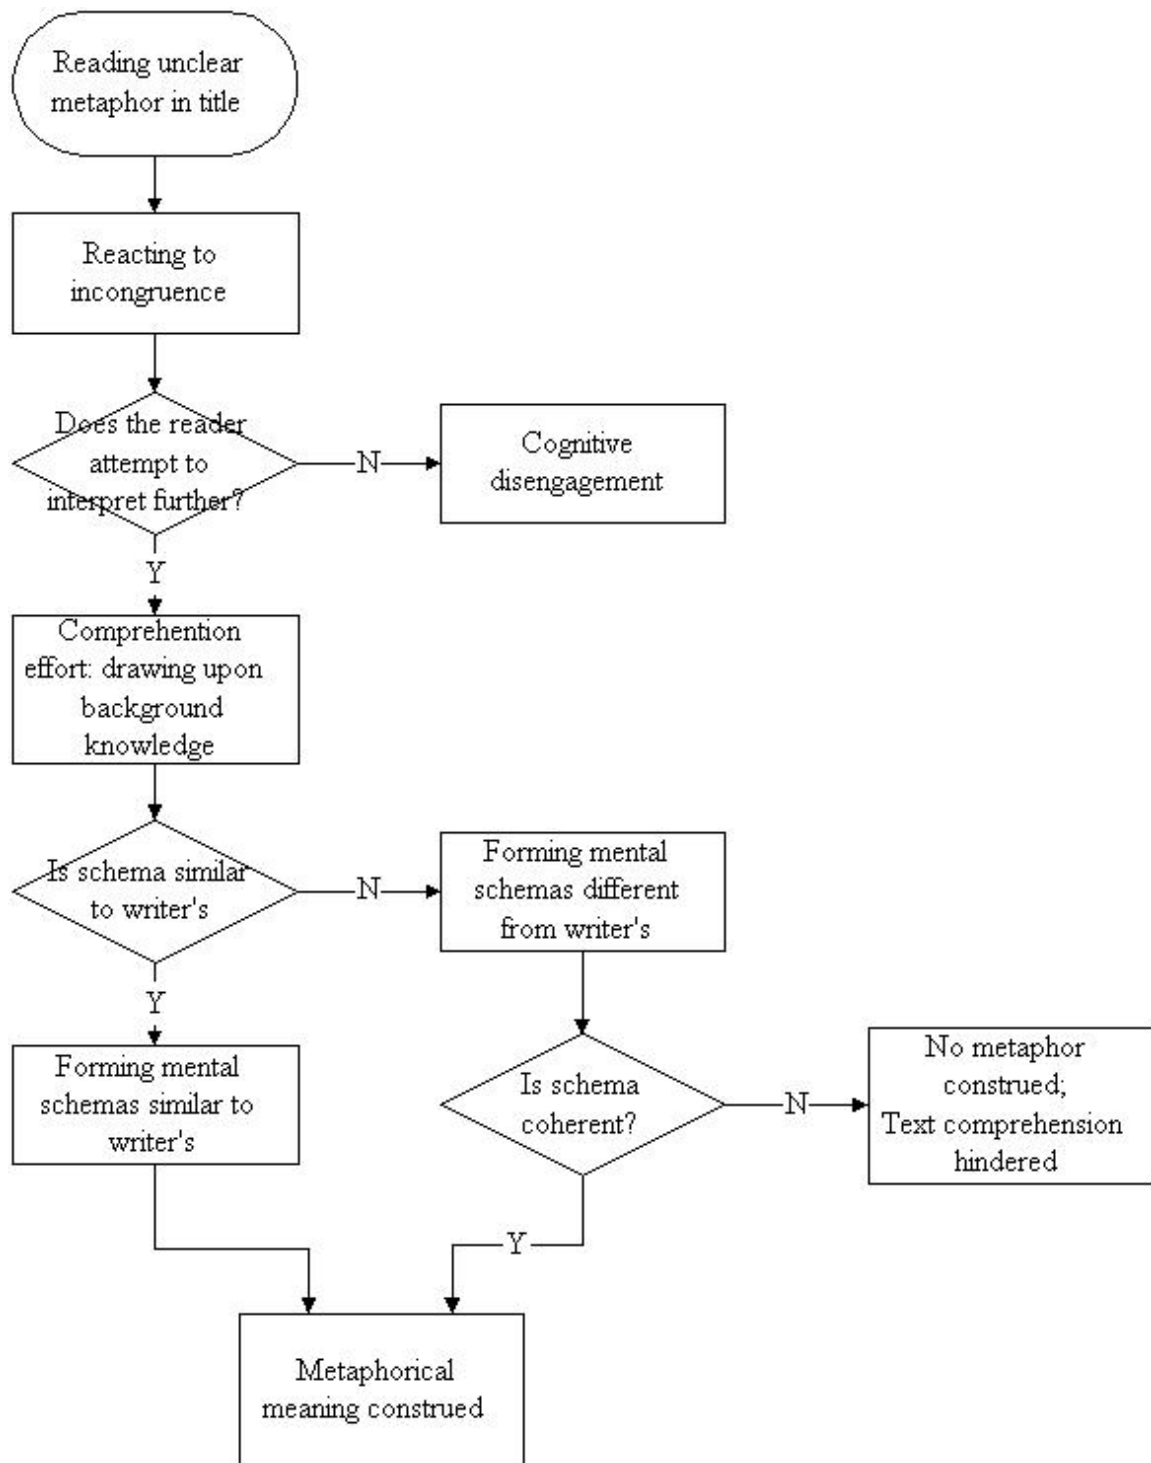 Reading unclear
metaphor in title
Reacting to
incongruence
Does the reader
attempt to
interpret further?
N
Cognitive
disengagement
Y
Comprehention
effort: drawing upon
background
knowledge
Is schema similar
to writer's
N
Forming mental
schemas different
from writer's
Y
Forming mental
schemas similar to
writer's
Is schema
coherent?
N
No metaphor
construed;
Text comprehension
hindered
Y
Metaphorical
meaning construed